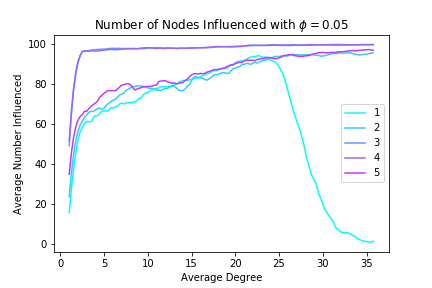 Number of Nodes Influenced with ϕ = 0.05
Average Number Influenced
100
80
60
40
20
0
1
2
3
4
5
0 5 10 15 20 25 30 35
Average Degree